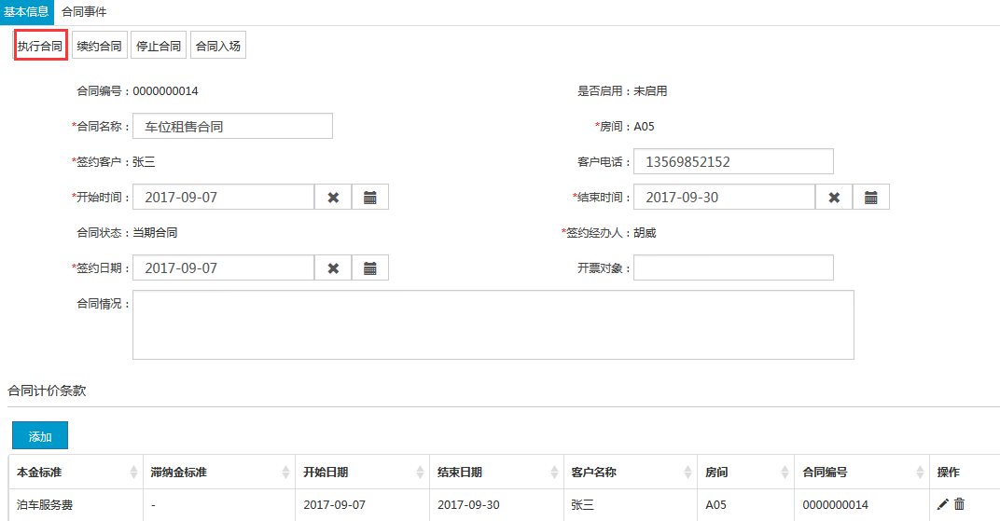 基本信息 合同事件
执行合同 续约合同 停止合同 合同入场
合同编号：0000000014 是否启用：未启用
*合同名称：车位租售合同 *房间：A05
*签约客户：张三 客户电话：13569852152
*开始时间：2017-09-07 *结束时间：2017-09-30
合同状态：当期合同 *签约经办人：胡威
*签约日期：2017-09-07 开票对象：
合同情况：
合同计价条款
添加
本金标准 滞纳金标准 开始日期 结束日期 客户名称 房间 合同编号 操作
泊车服务费 - 2017-09-07 2017-09-30 张三 A05 0000000014